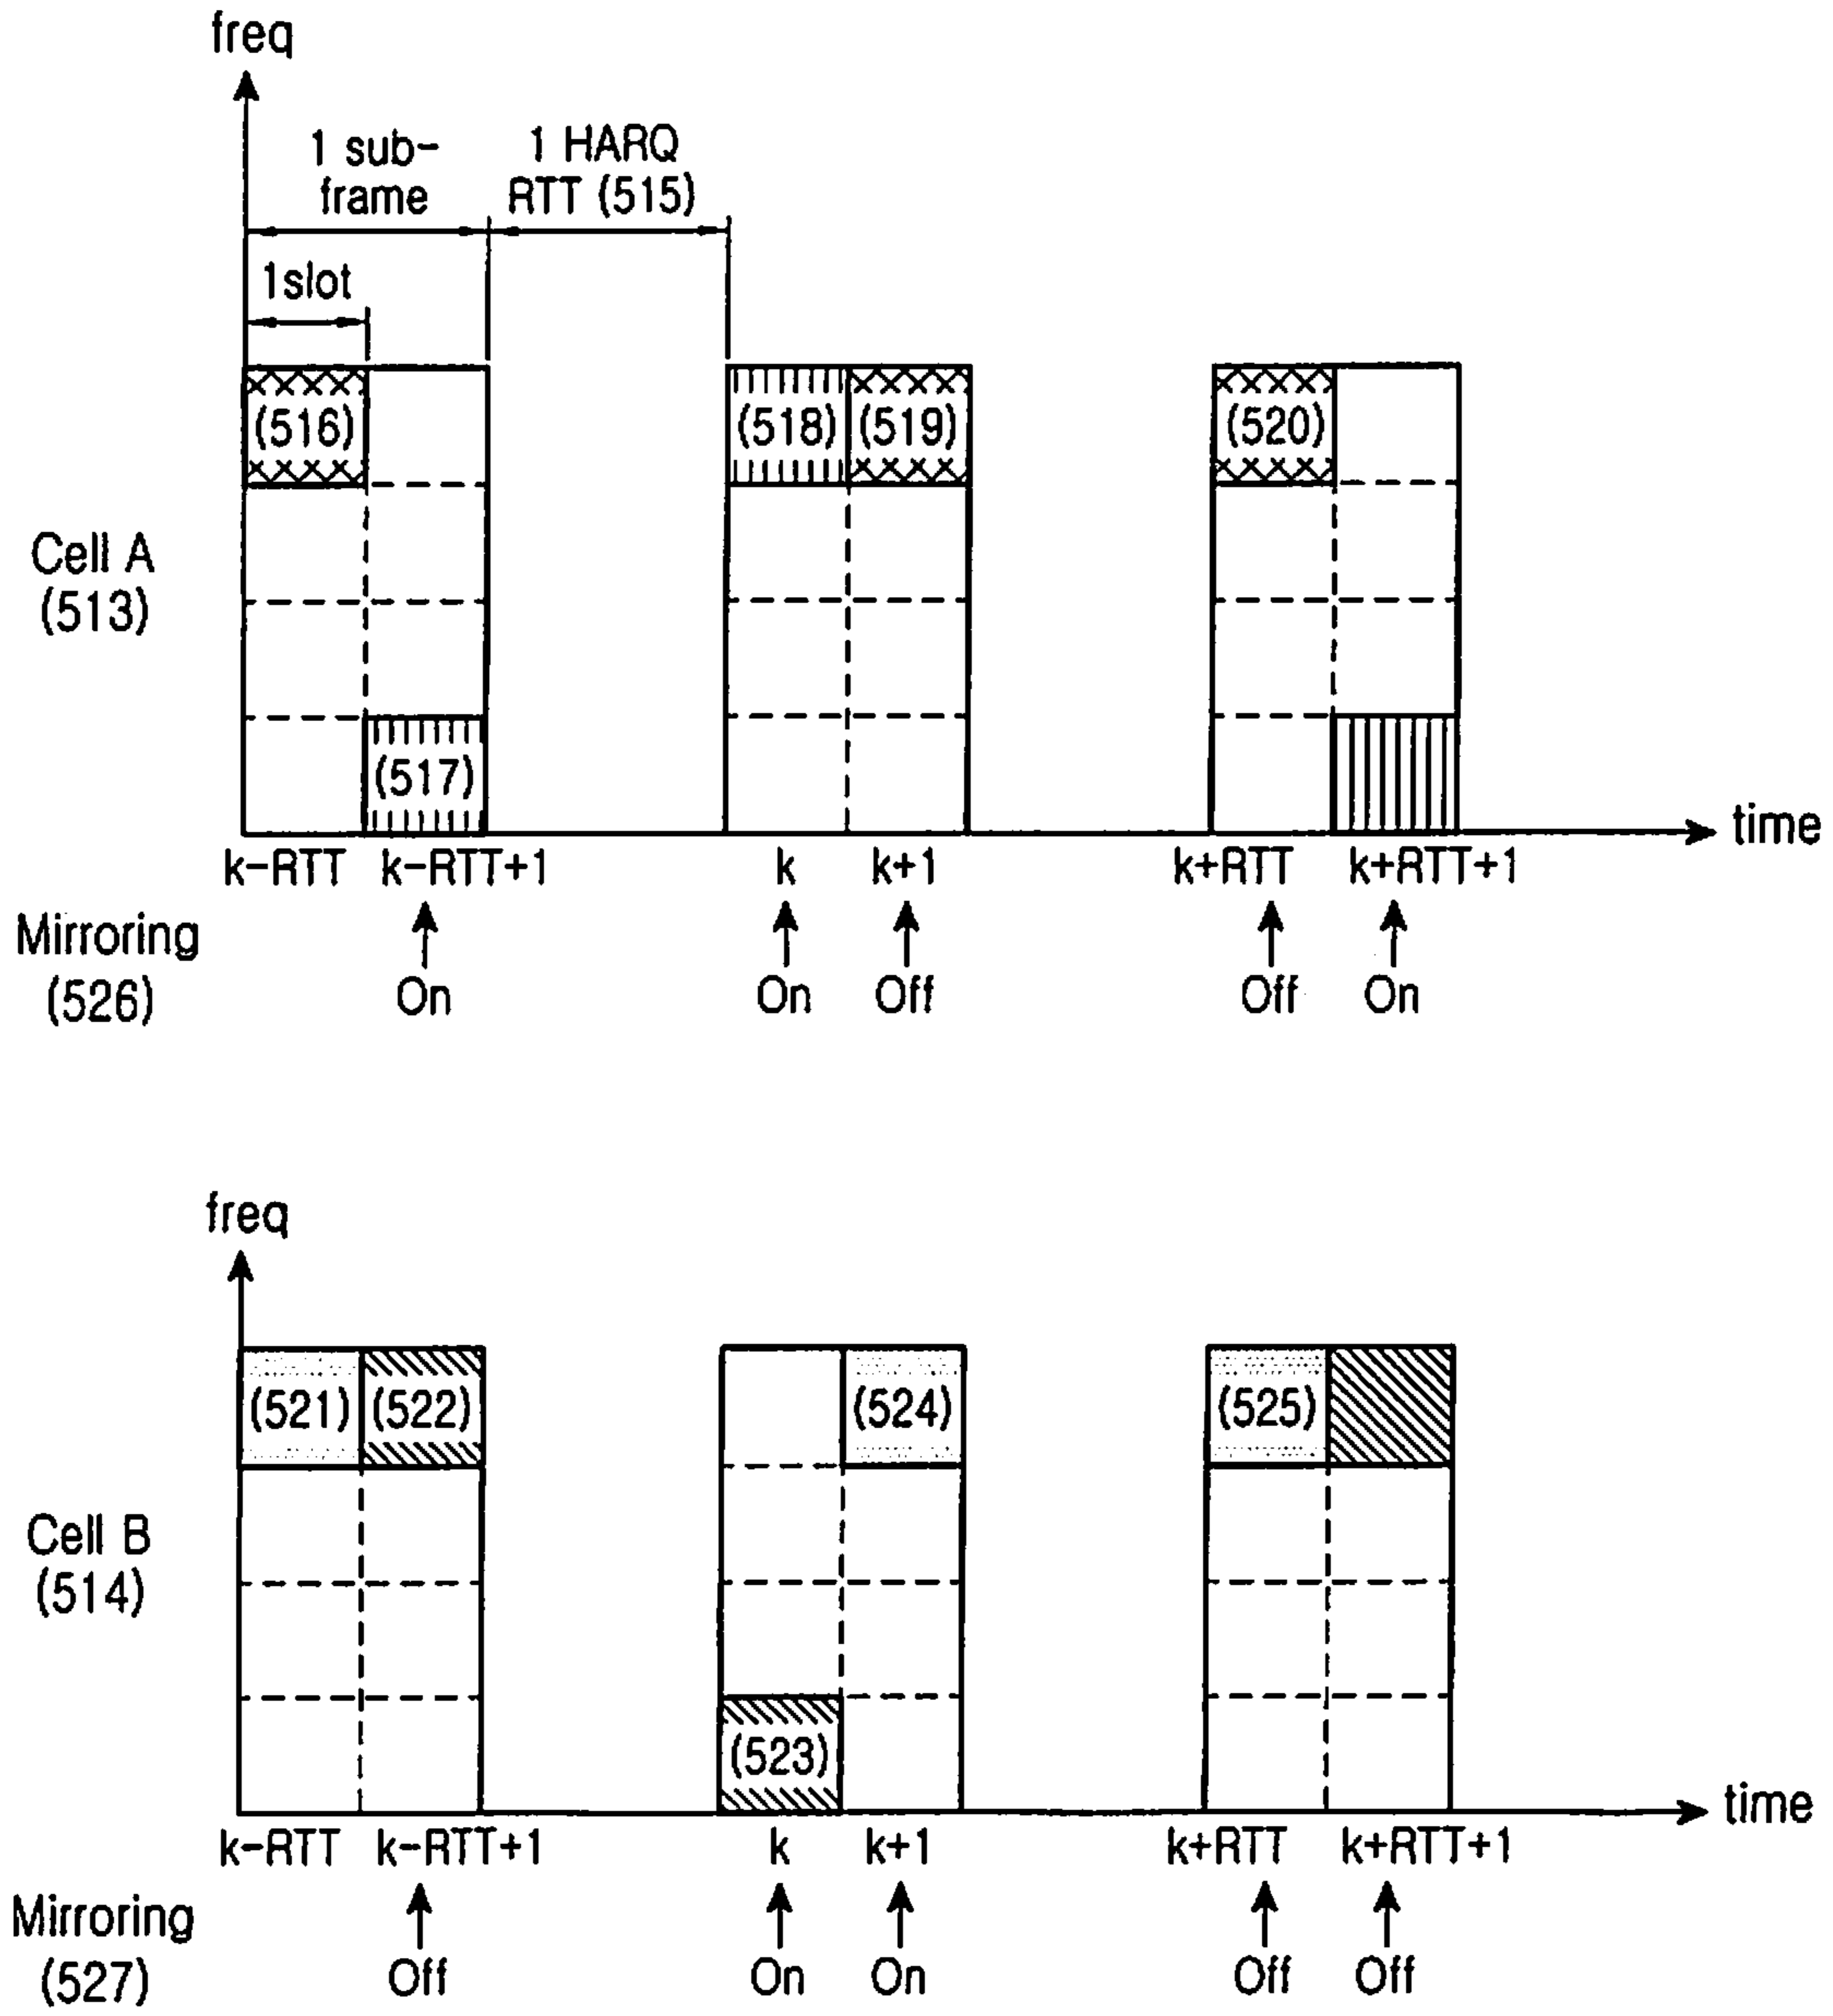 freq
1 sub-
frame
1 HARQ
RTT (515)
1slot
(516)
(518)
(519)
(520)
Cell A
(513)
(517)
time
k-RTT
k-RTT+1
k
k+1
k+RTT
k+RTT+1
Mirroring
(526)
On
On
Off
Off
On
freq
(521)
(522)
(524)
(525)
Cell B
(514)
(523)
time
k-RTT
k-RTT+1
k
k+1
k+RTT
k+RTT+1
Mirroring
(527)
Off
On
On
Off
Off